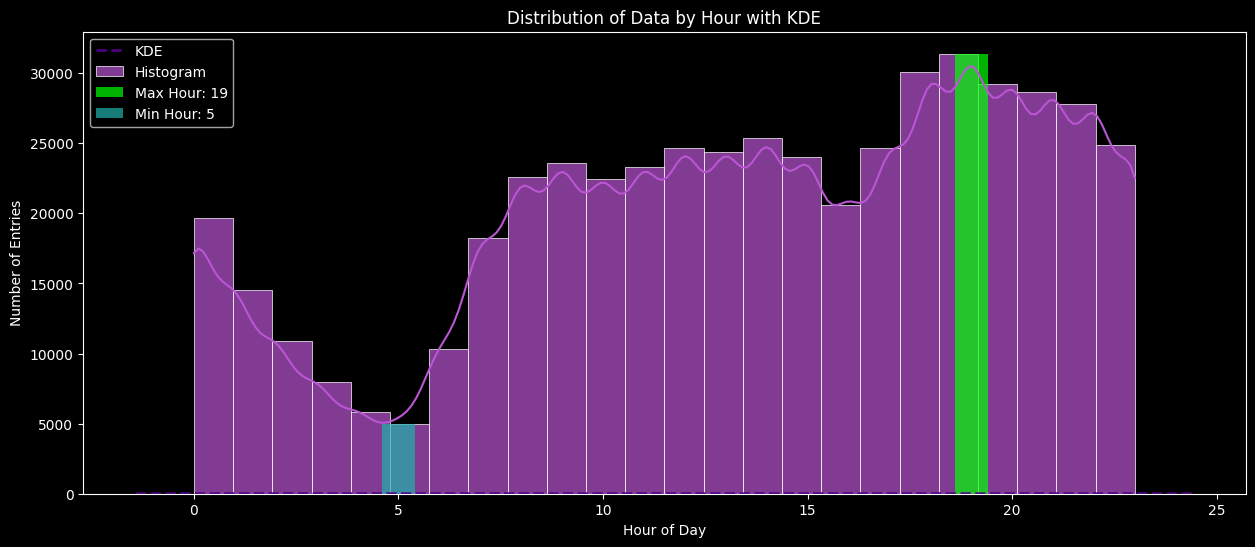 Distribution of Data by Hour with KDE
KDE
Histogram
Max Hour: 19
Min Hour: 5
Number of Entries
30000
25000
20000
15000
10000
5000
0
0 5 10 15 20 25
Hour of Day